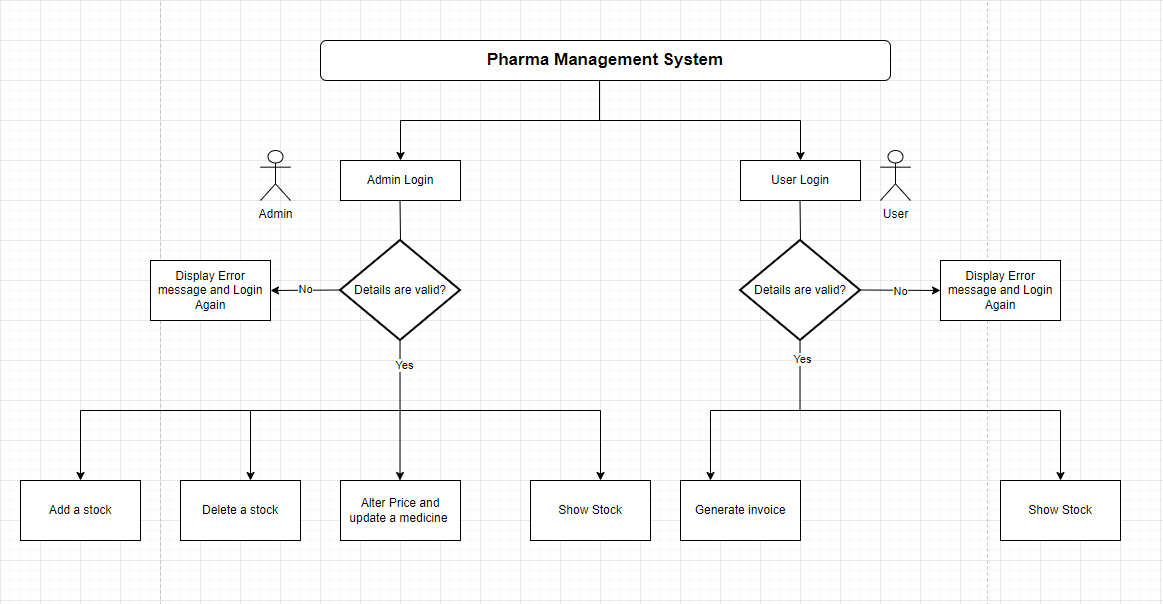 Pharma Management System
Admin Login
User Login
Admin
User
Display Error
message and Login
Again
No
Details are valid?
Details are valid?
No
Display Error
message and Login
Again
Yes
Yes
Add a stock
Delete a stock
Alter Price and
update a medicine
Show Stock
Generate invoice
Show Stock